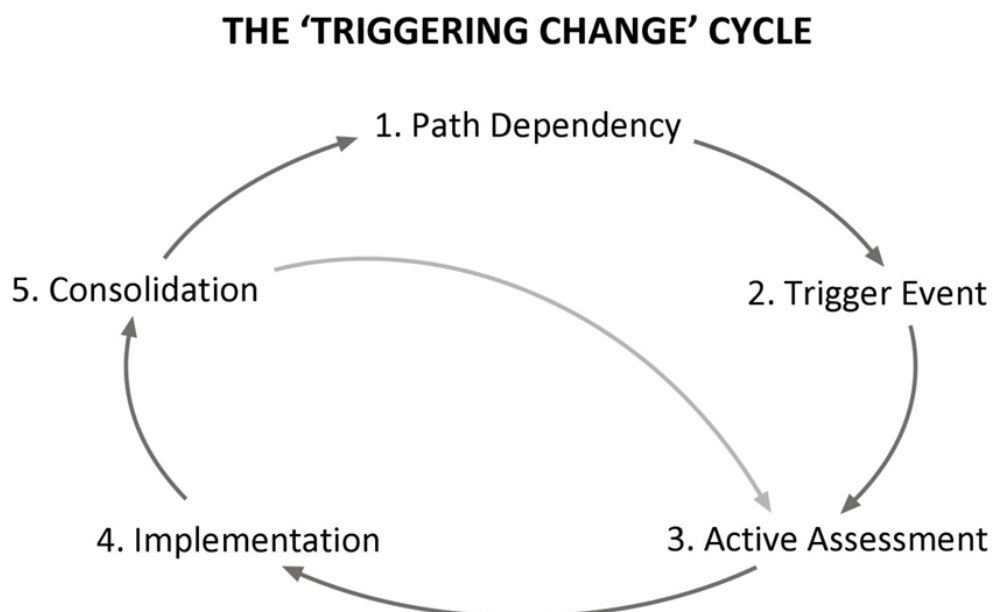 THE ‘TRIGGERING CHANGE’ CYCLE
1. Path Dependency
2. Trigger Event
3. Active Assessment
4. Implementation
5. Consolidation